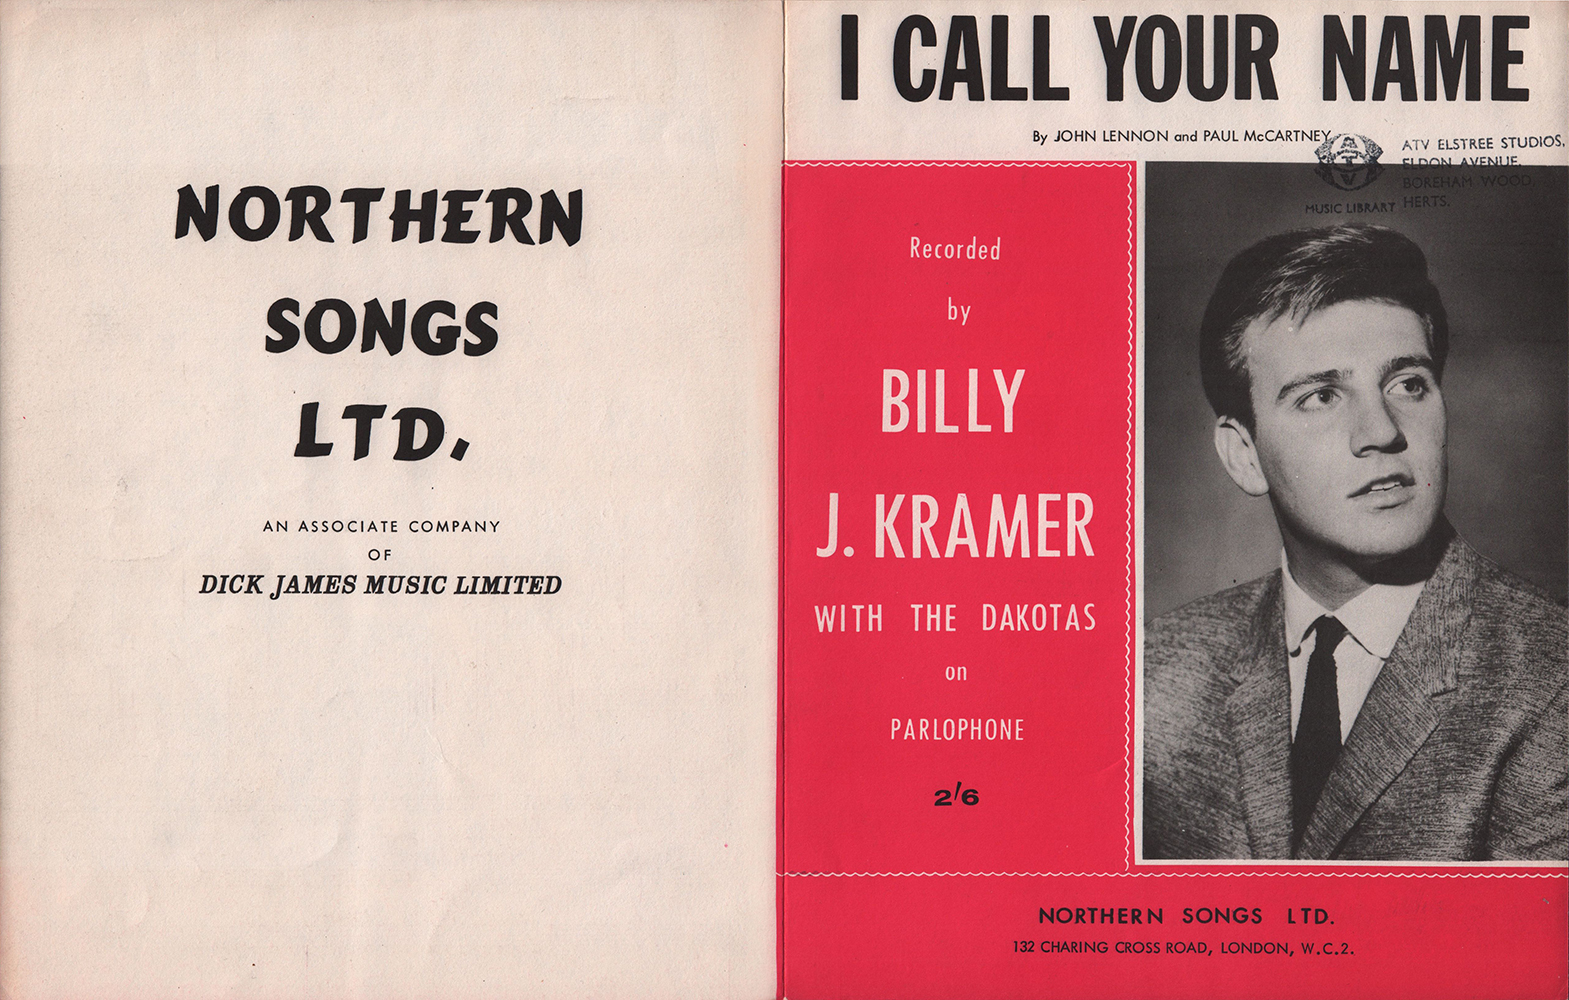 NORTHERN
SONGS
LTD.
AN ASSOCIATE COMPANY
OF
DICK JAMES MUSIC LIMITED
I CALL YOUR NAME
By JOHN LENNON and PAUL McCARTNEY
ATV
MUSIC LIBRARY
ATV ELSTREE STUDIOS,
ELDON AVENUE,
BOREHAM WOOD,
HERTS.
Recorded
by
BILLY
J. KRAMER
WITH THE DAKOTAS
on
PARLOPHONE
2/6
NORTHERN SONGS LTD.
132 CHARING CROSS ROAD, LONDON, W.C.2.